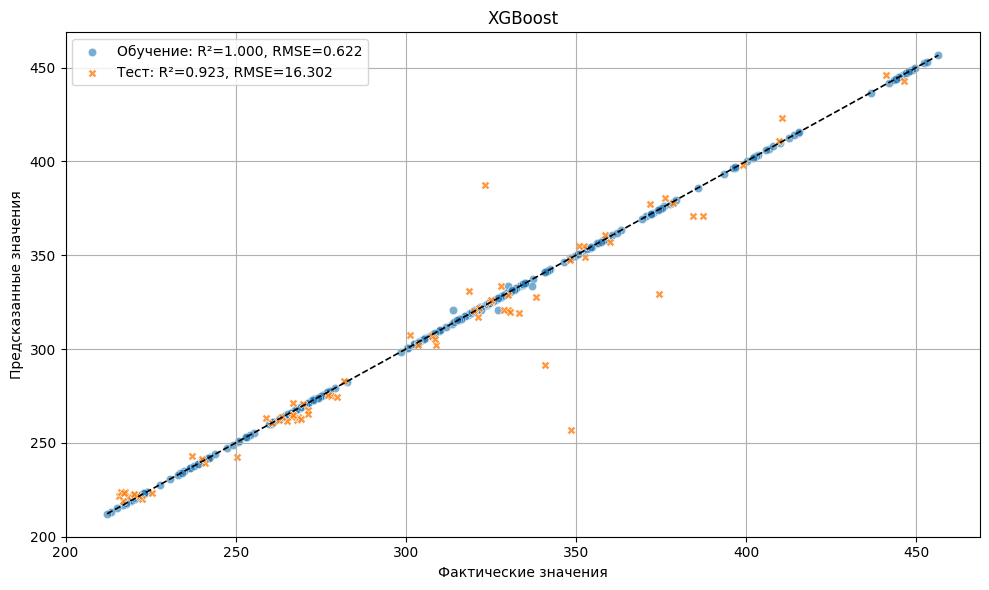 XGBoost
Обучение: R²=1.000, RMSE=0.622
Тест: R²=0.923, RMSE=16.302
Предсказанные значения
450
400
350
300
250
200
200
250
300
350
400
450
Фактические значения